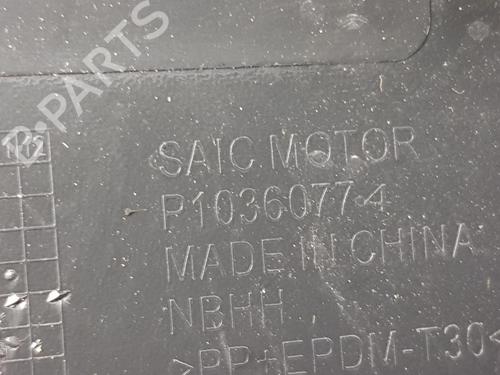 B-PARTS
SAIC MOTOR
P10360774
MADE IN CHINA
NBHH
>PP+EPDM-T30<